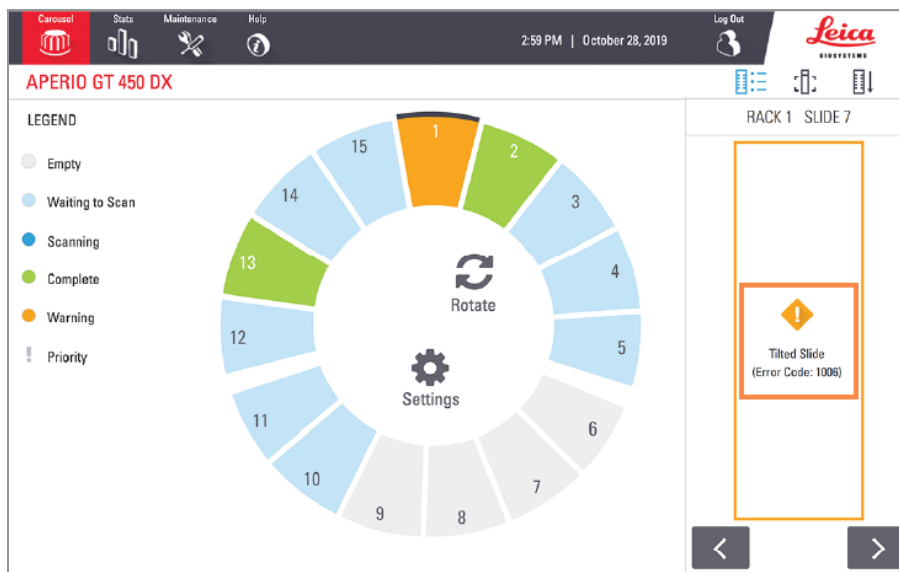 Carousel
Stats
Maintenance
Help
2:59 PM | October 28, 2019
Log Out
Leica
BIOSYSTEMS
APERIO GT 450 DX
RACK 1 SLIDE 7
LEGEND
Empty
Waiting to Scan
Scanning
Complete
Warning
Priority
1
2
3
4
5
6
7
8
9
10
11
12
13
14
15
Rotate
Settings
Tilted Slide
(Error Code: 1006)